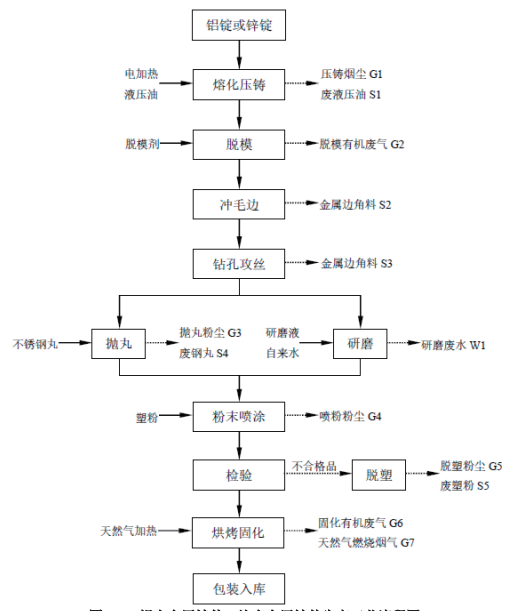 铝锭或锌锭
电加热
液压油
熔化压铸
压铸烟尘 G1
废液压油 S1
脱模剂
脱模
脱模有机废气 G2
冲毛边
金属边角料 S2
钻孔攻丝
金属边角料 S3
不锈钢丸
抛丸
抛丸粉尘 G3
废钢丸 S4
研磨液
自来水
研磨
研磨废水 W1
塑粉
粉末喷涂
喷粉粉尘 G4
检验
不合格品
脱塑
脱塑粉尘 G5
废塑粉 S5
天然气加热
烘烤固化
固化有机废气 G6
天然气燃烧烟气 G7
包装入库